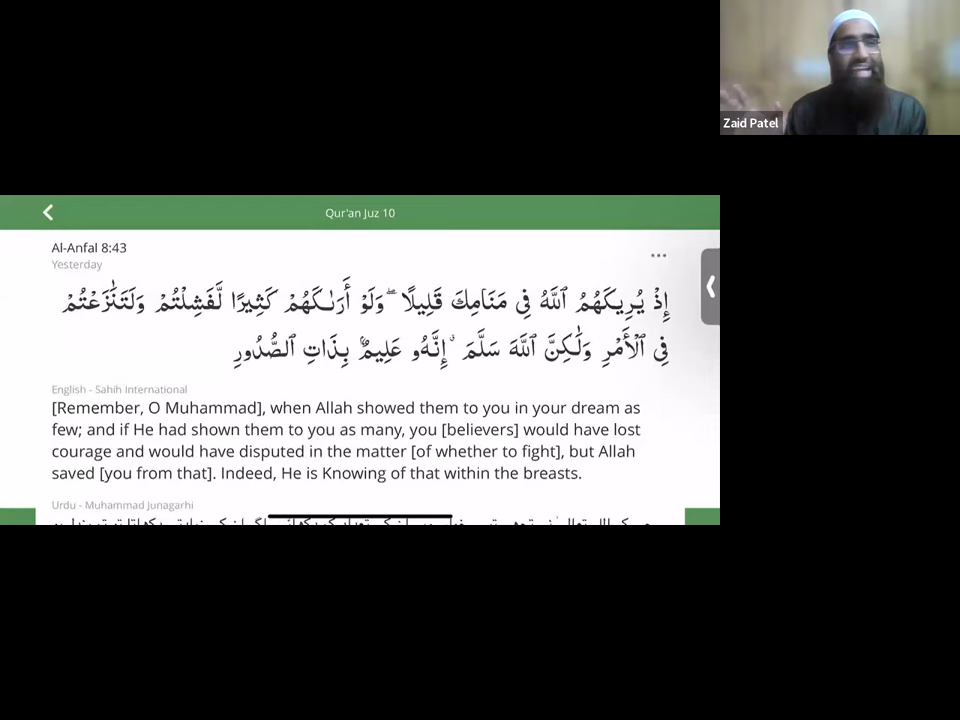 Zaid Patel
Qur'an Juz 10
Al-Anfal 8:43
Yesterday
إِذْ يُرِيكَهُمُ ٱللَّهُ فِى مَنَامِكَ قَلِيلًا ۖ وَلَوْ أَرَىٰكَهُمْ كَثِيرًا لَّفَشِلْتُمْ وَلَتَنَـٰزَعْتُمْ
فِى ٱلْأَمْرِ وَلَـٰكِنَّ ٱللَّهَ سَلَّمَ ۗ إِنَّهُۥ عَلِيمٌۢ بِذَاتِ ٱلصُّدُورِ
English - Sahih International
[Remember, O Muhammad], when Allah showed them to you in your dream as
few; and if He had shown them to you as many, you [believers] would have lost
courage and would have disputed in the matter [of whether to fight], but Allah
saved [you from that]. Indeed, He is Knowing of that within the breasts.
Urdu - Muhammad Junagarhi